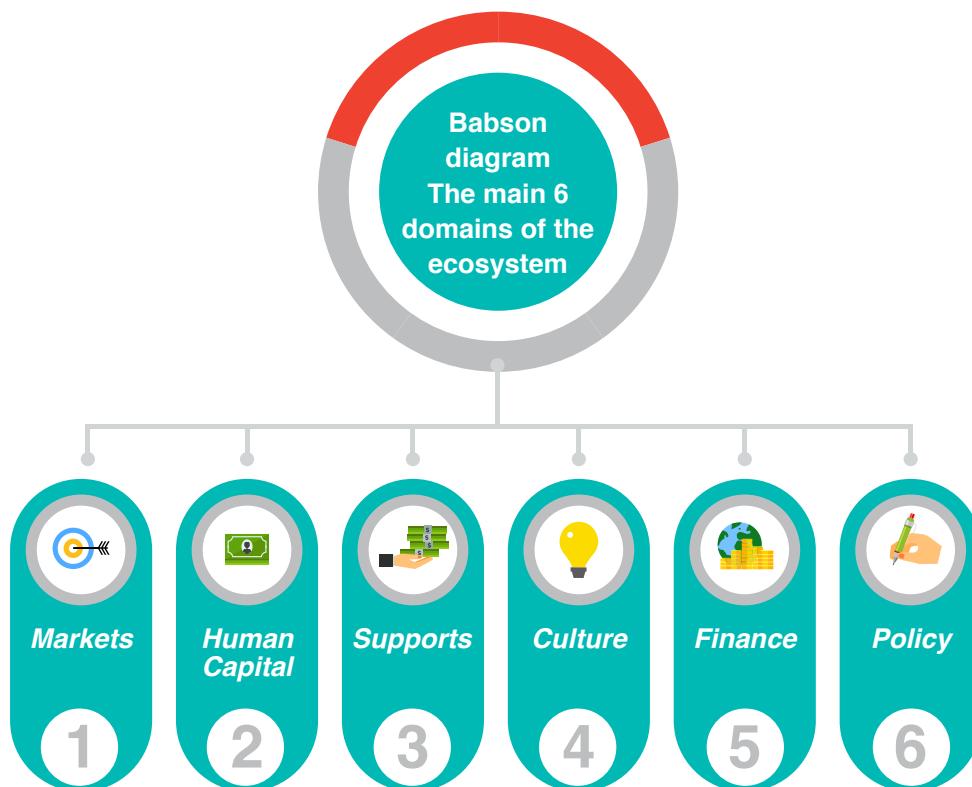 Babson
diagram
The main 6
domains of the
ecosystem
Markets
Human
Capital
Supports
Culture
Finance
Policy
1
2
3
4
5
6